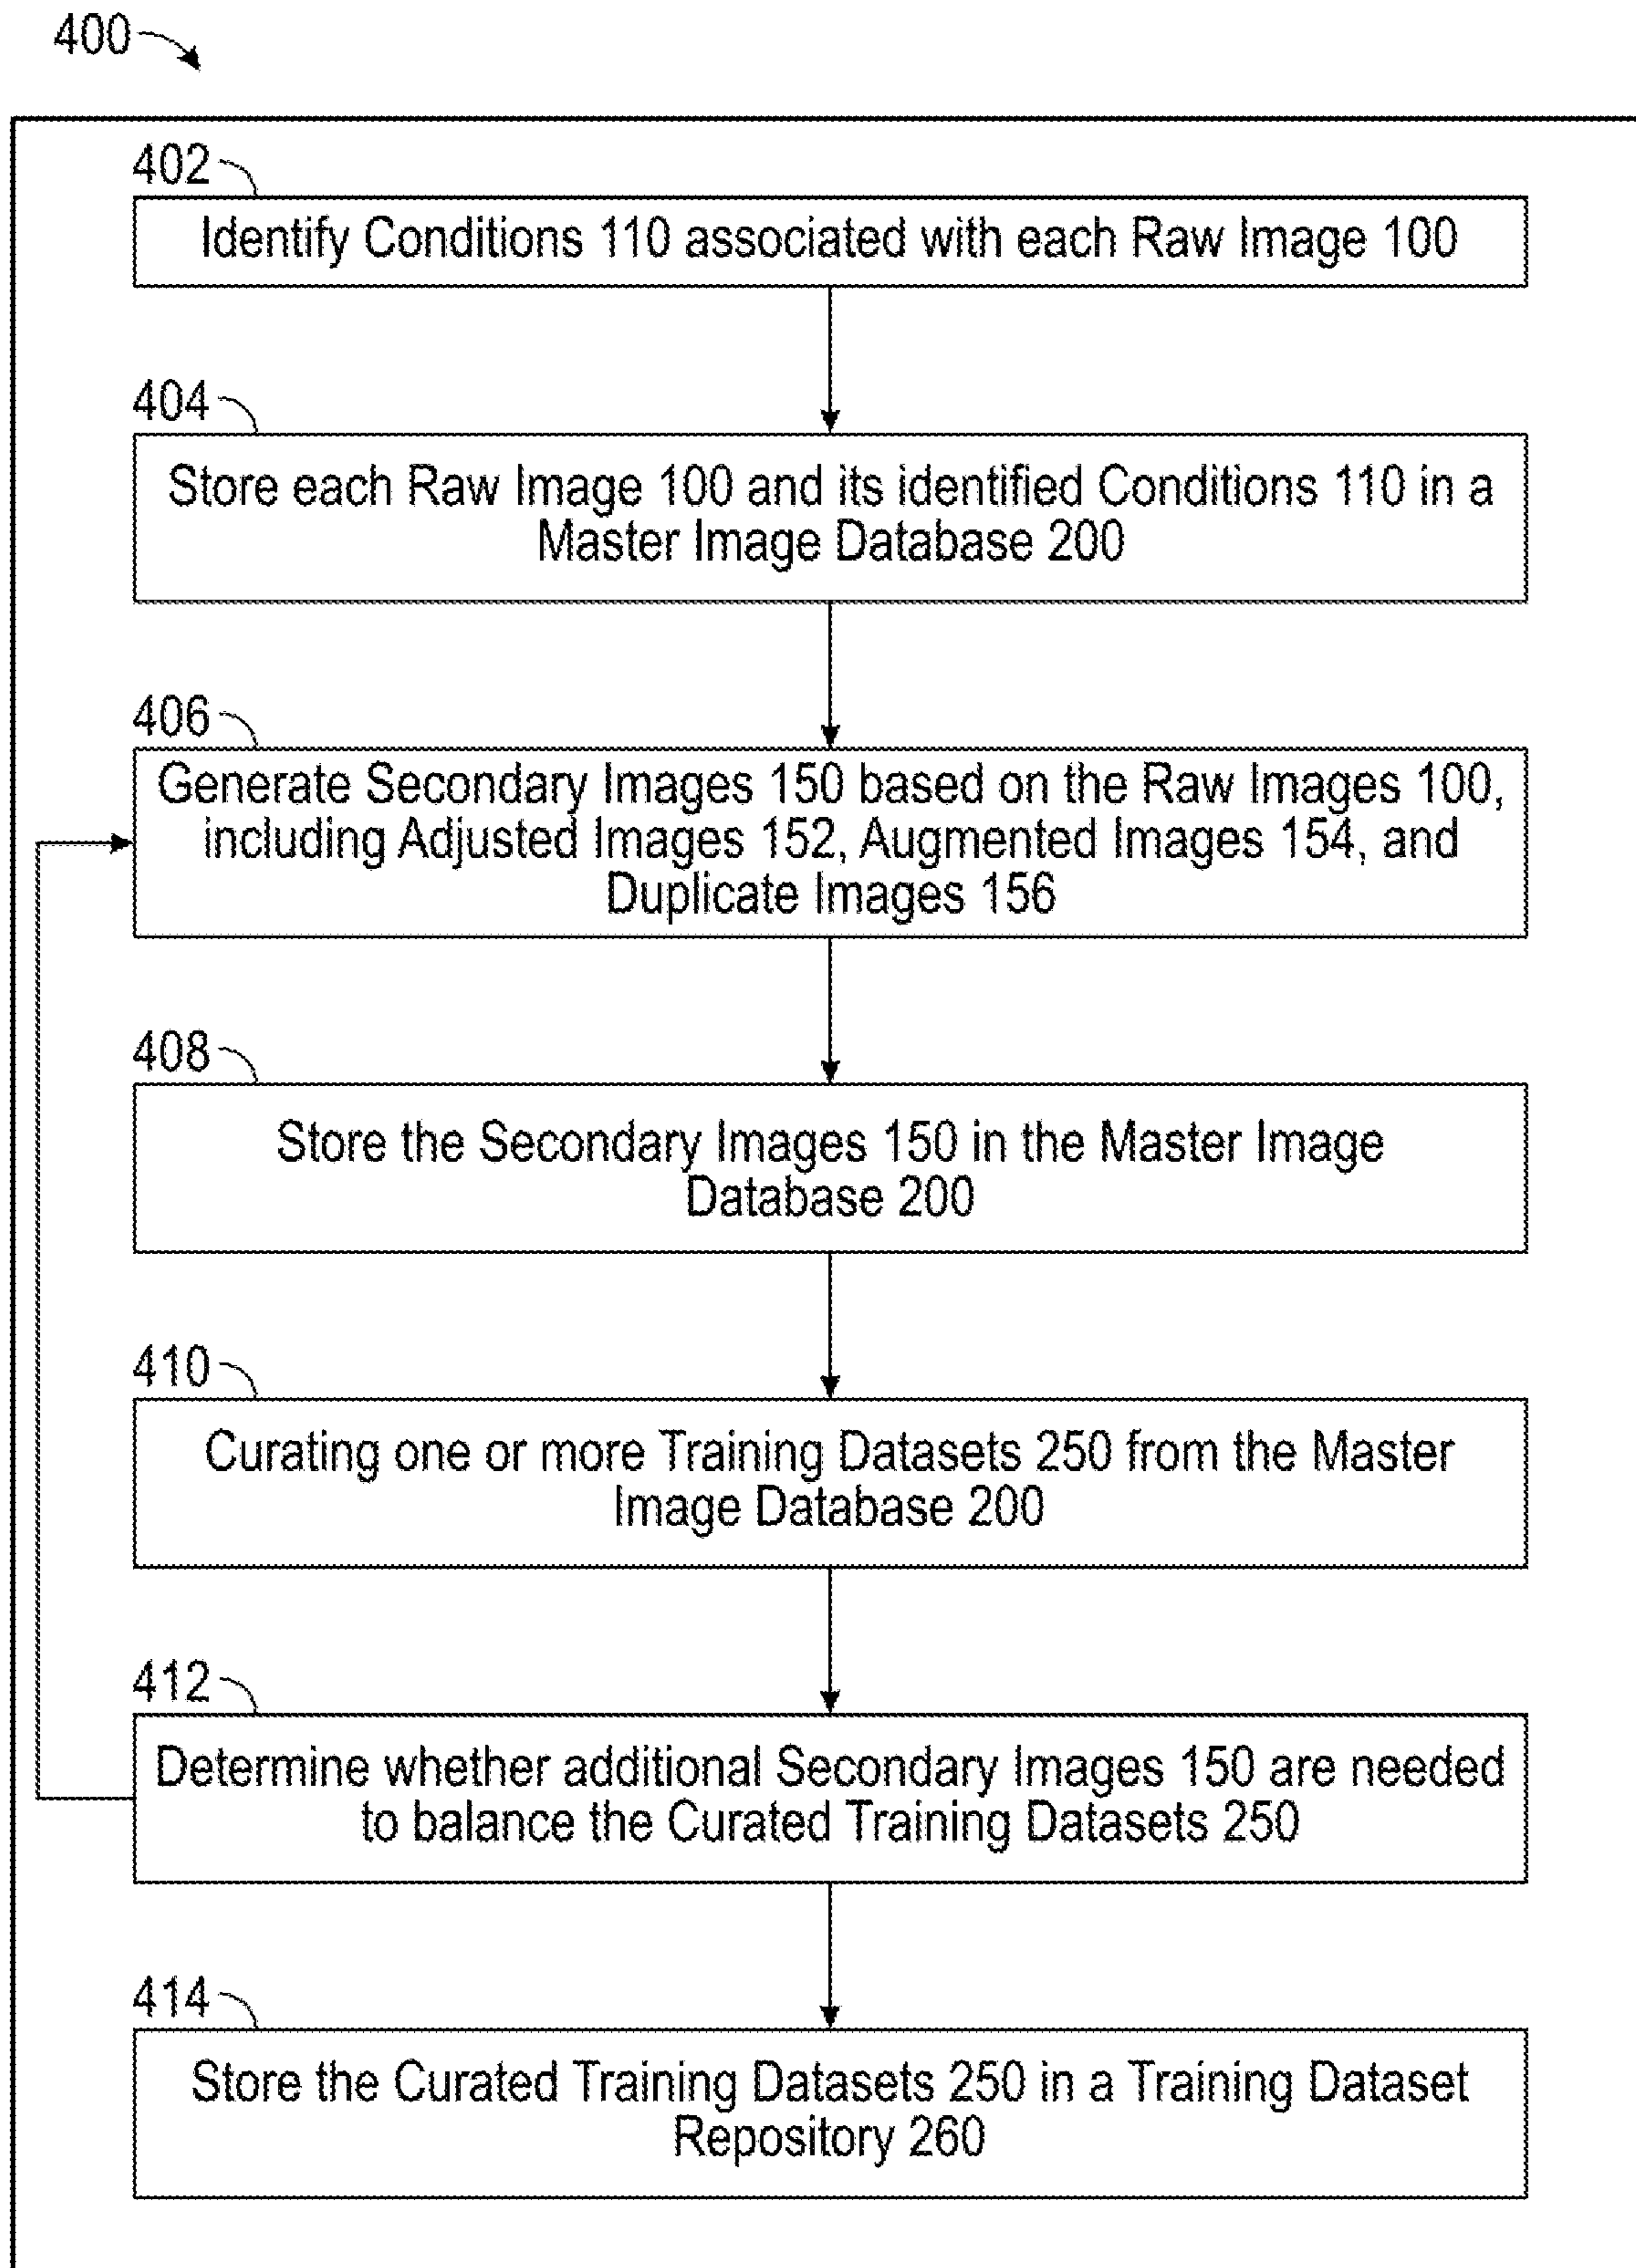 400
402
Identify Conditions 110 associated with each Raw Image 100
404
Store each Raw Image 100 and its identified Conditions 110 in a
Master Image Database 200
406
Generate Secondary Images 150 based on the Raw Images 100,
including Adjusted Images 152, Augmented Images 154, and
Duplicate Images 156
408
Store the Secondary Images 150 in the Master Image
Database 200
410
Curating one or more Training Datasets 250 from the Master
Image Database 200
412
Determine whether additional Secondary Images 150 are needed
to balance the Curated Training Datasets 250
414
Store the Curated Training Datasets 250 in a Training Dataset
Repository 260